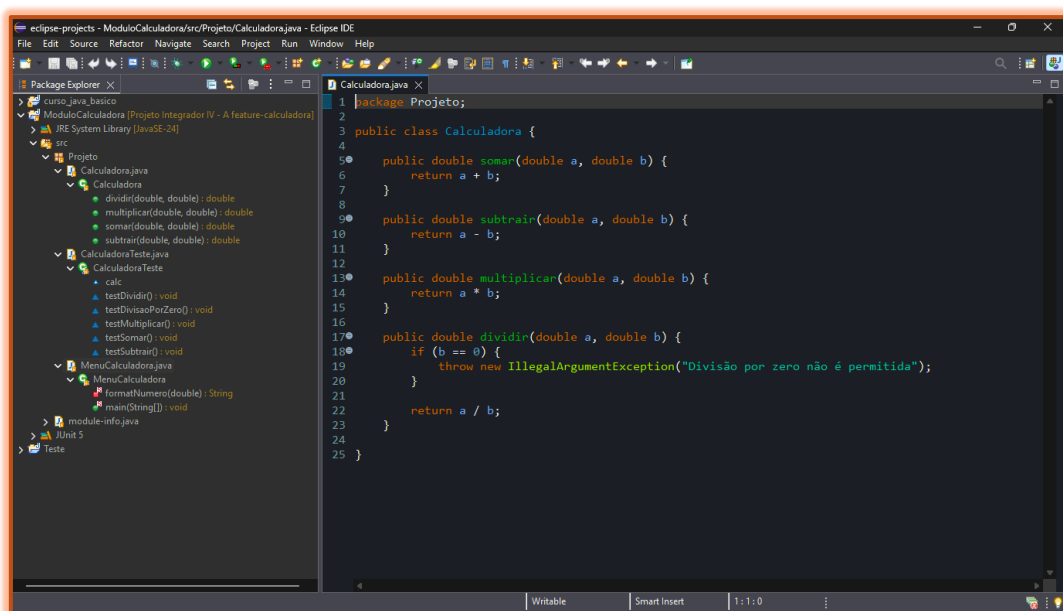 eclipse-projects - ModuloCalculadora/src/Projeto/Calculadora.java - Eclipse IDE
File Edit Source Refactor Navigate Search Project Run Window Help
Package Explorer
curso_java_basico
ModuloCalculadora [Projeto Integrador IV - A feature-calculadora]
JRE System Library [JavaSE-24]
src
Projeto
Calculadora.java
Calculadora
dividir(double, double) : double
multiplicar(double, double) : double
somar(double, double) : double
subtrair(double, double) : double
CalculadoraTeste.java
CalculadoraTeste
calc
testDividir() : void
testDivisaoPorZero() : void
testMultiplicar() : void
testSomar() : void
testSubtrair() : void
MenuCalculadora.java
MenuCalculadora
formatNumero(double) : String
main(String[]) : void
module-info.java
JUnit 5
Teste
Calculadora.java
1 package Projeto;
2
3 public class Calculadora {
4
5 public double somar(double a, double b) {
6 return a + b;
7 }
8
9 public double subtrair(double a, double b) {
10 return a - b;
11 }
12
13 public double multiplicar(double a, double b) {
14 return a * b;
15 }
16
17 public double dividir(double a, double b) {
18 if (b == 0) {
19 throw new IllegalArgumentException("Divisão por zero não é permitida");
20 }
21
22 return a / b;
23 }
24
25 }
Writable Smart Insert 1 : 1 : 0